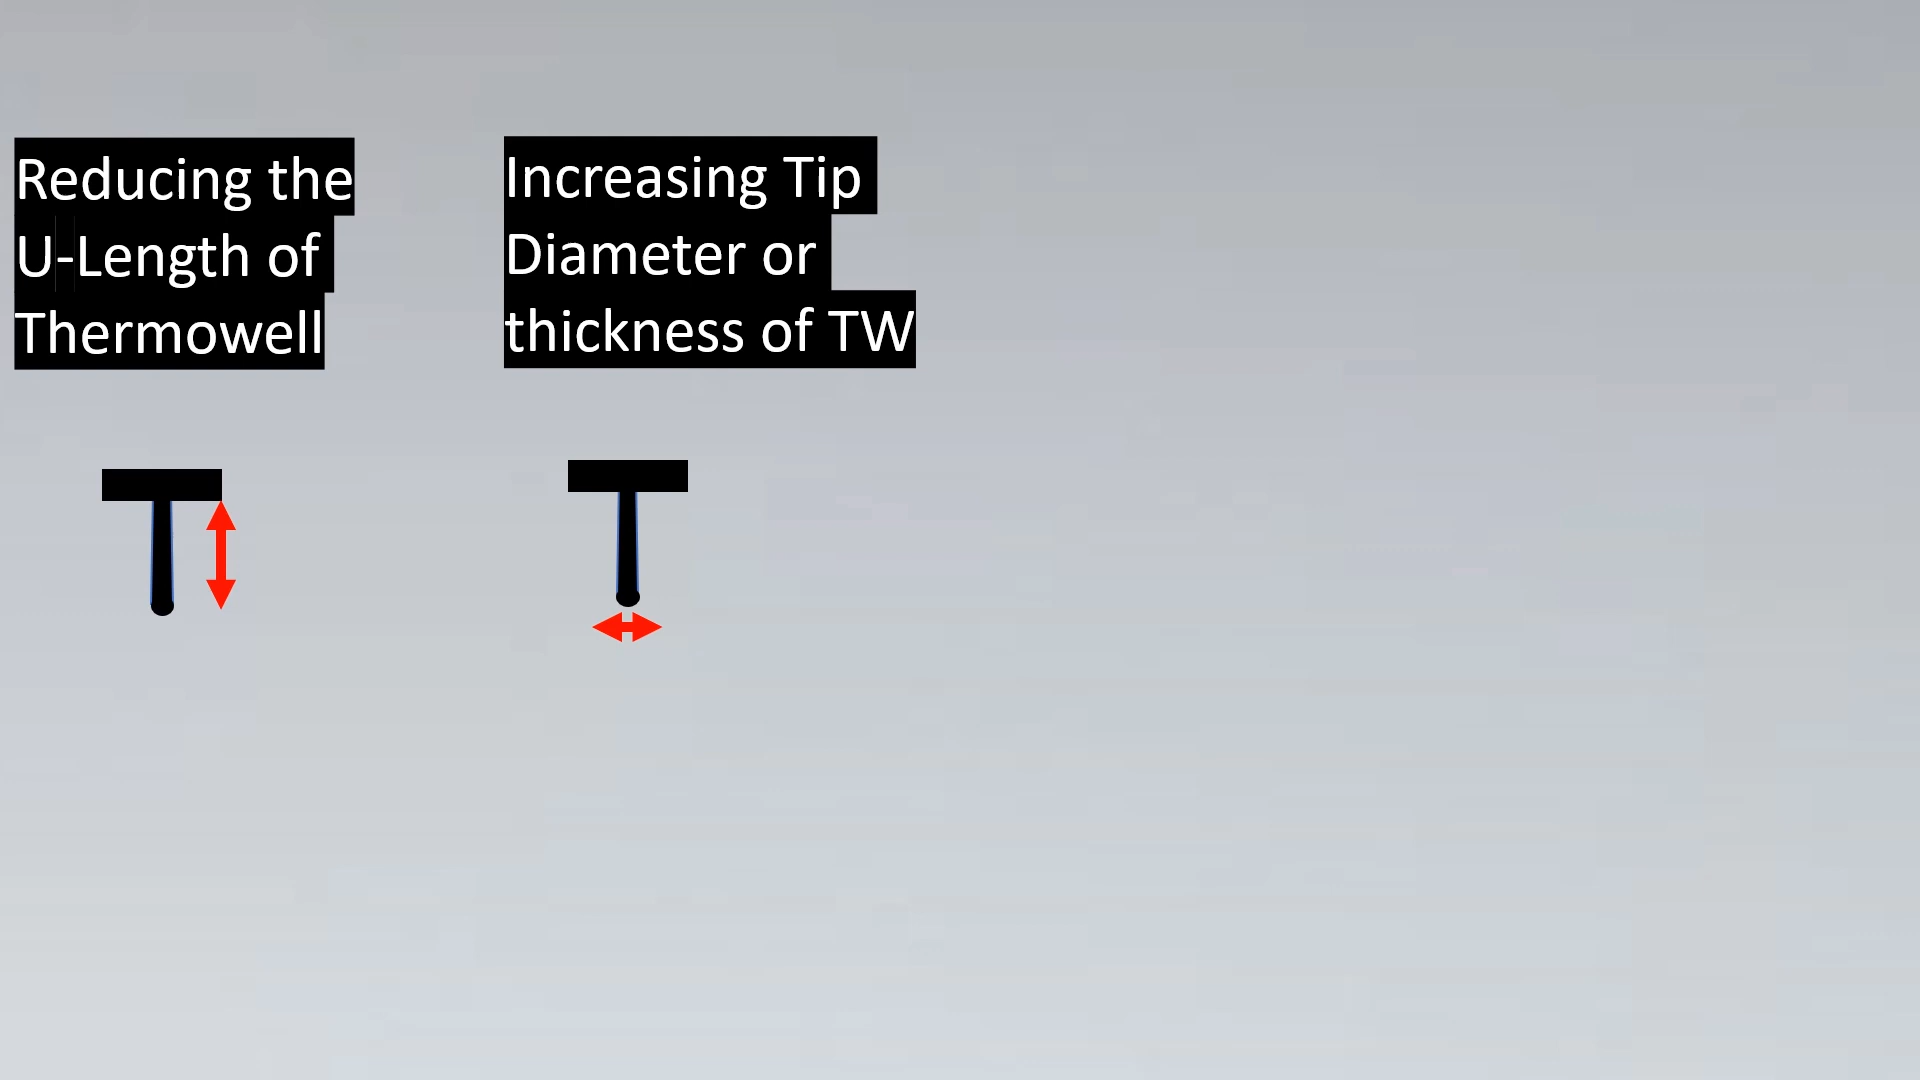 Reducing the
U-Length of
Thermowell
Increasing Tip
Diameter or
thickness of TW